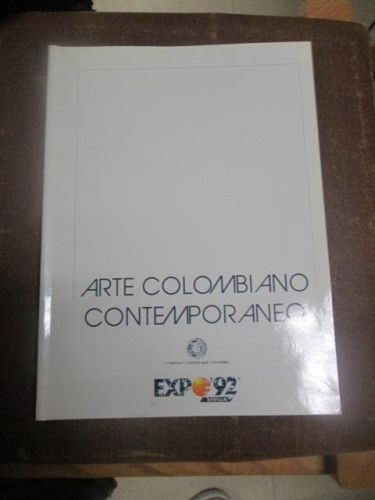 ARTE COLOMBIANO
CONTEMPORANEO
EXPO '92
SEVILLA